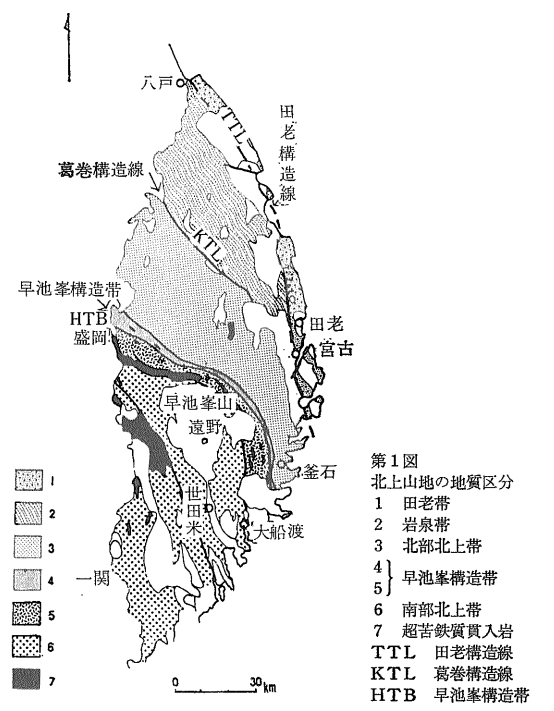 八戸
TTL
田老構造線
葛巻構造線
KTL
早池峯構造帯
HTB
盛岡
田老
宮古
早池峯山
遠野
釜石
世田米
大船渡
一関
1
2
3
4
5
6
7
0 30 km
第1図
北上山地の地質区分
1 田老帯
2 岩泉帯
3 北部北上帯
4
5 } 早池峯構造帯
6 南部北上帯
7 超苦鉄質貫入岩
TTL 田老構造線
KTL 葛巻構造線
HTB 早池峯構造帯